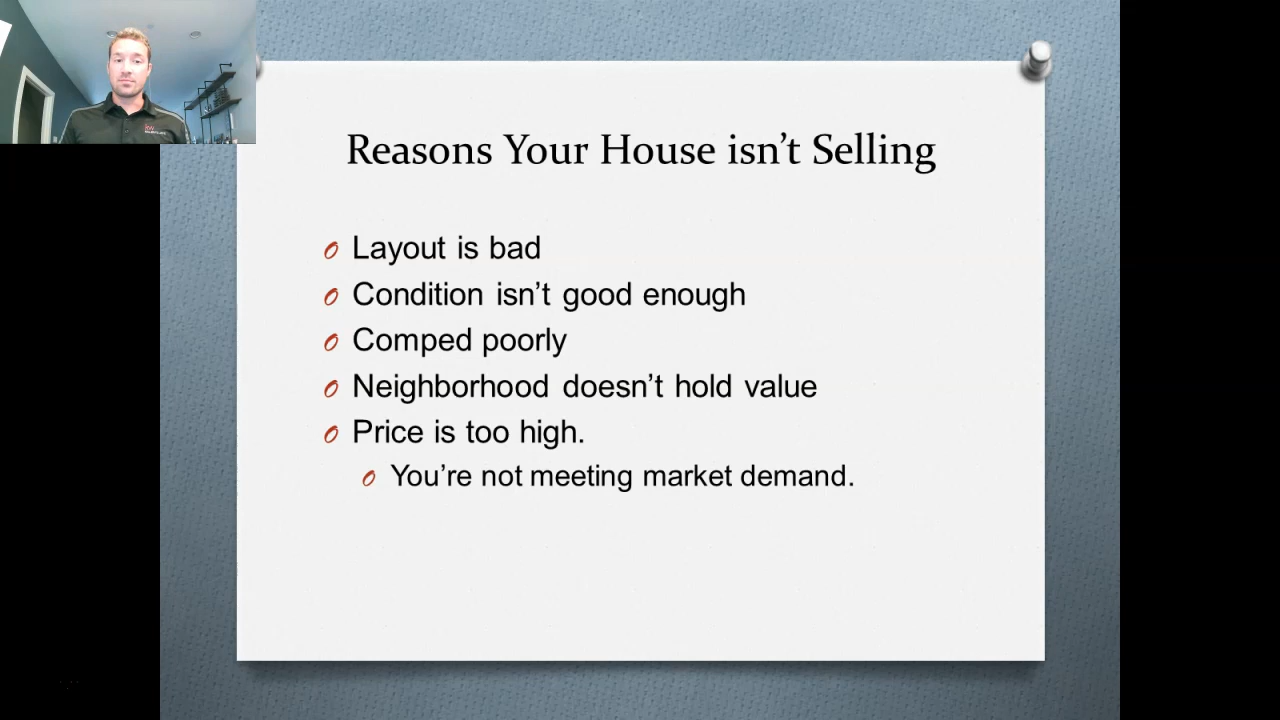 Reasons Your House isn't Selling
Layout is bad
Condition isn't good enough
Comped poorly
Neighborhood doesn't hold value
Price is too high.
You're not meeting market demand.